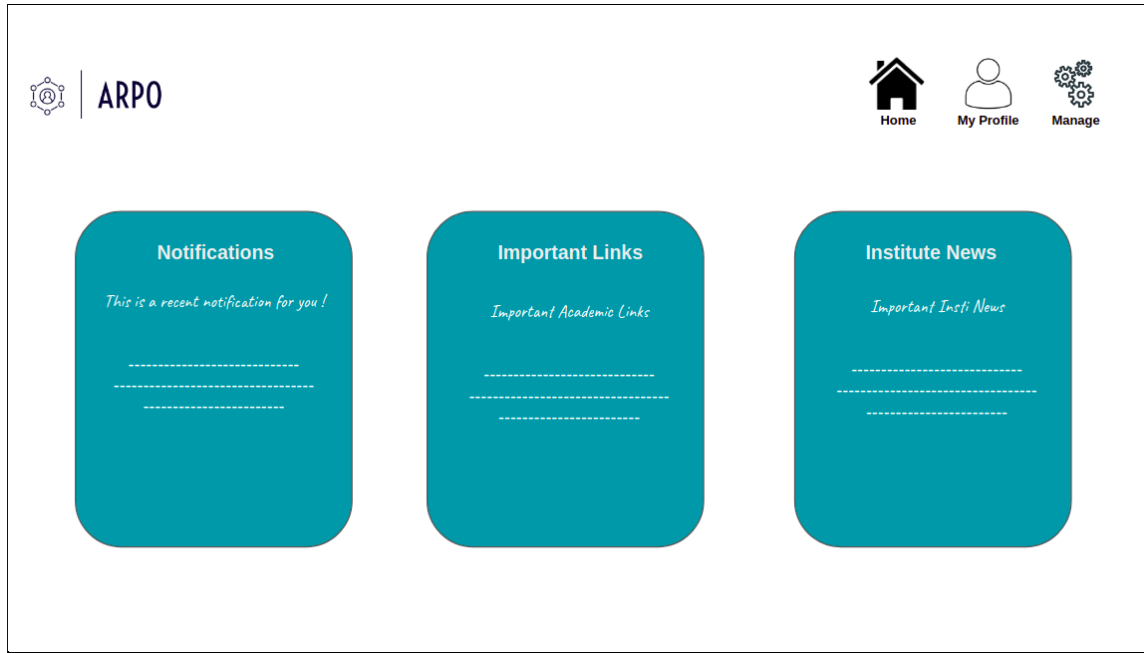 ARPO
Home
My Profile
Manage
Notifications
This is a recent notification for you !
-----------------------------
----------------------------------
------------------------
Important Links
Important Academic Links
-----------------------------
----------------------------------
------------------------
Institute News
Important Insti News
-----------------------------
----------------------------------
------------------------